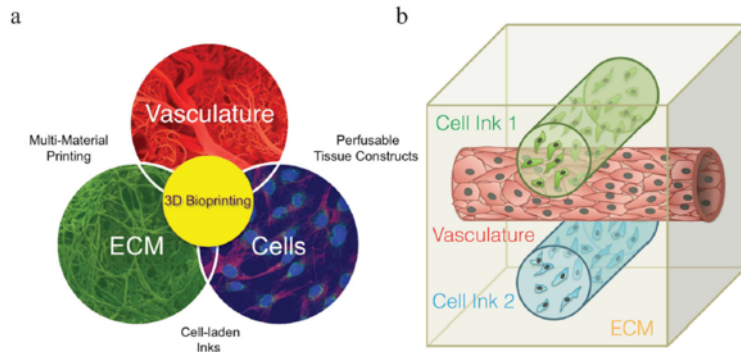 a
Vasculature
Multi-Material
Printing
Perfusable
Tissue Constructs
3D Bioprinting
ECM
Cells
Cell-laden
Inks
b
Cell Ink 1
Vasculature
Cell Ink 2
ECM